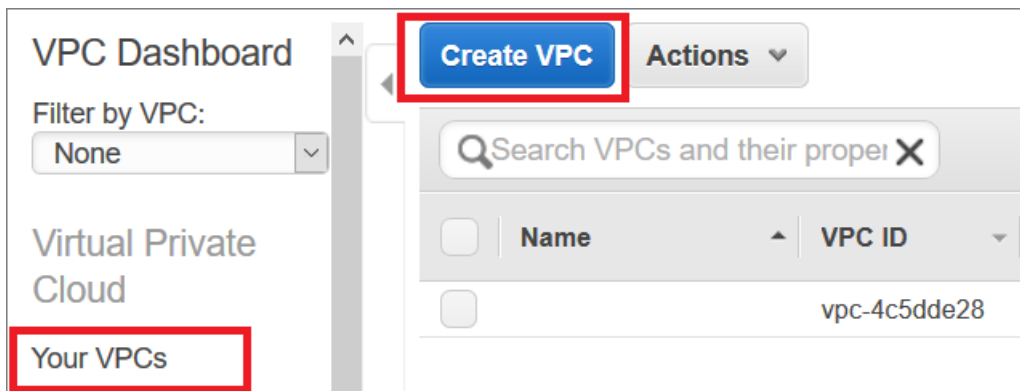 VPC Dashboard
Filter by VPC:
None
Virtual Private
Cloud
Your VPCs
Create VPC
Actions
Search VPCs and their proper
Name
VPC ID
vpc-4c5dde28